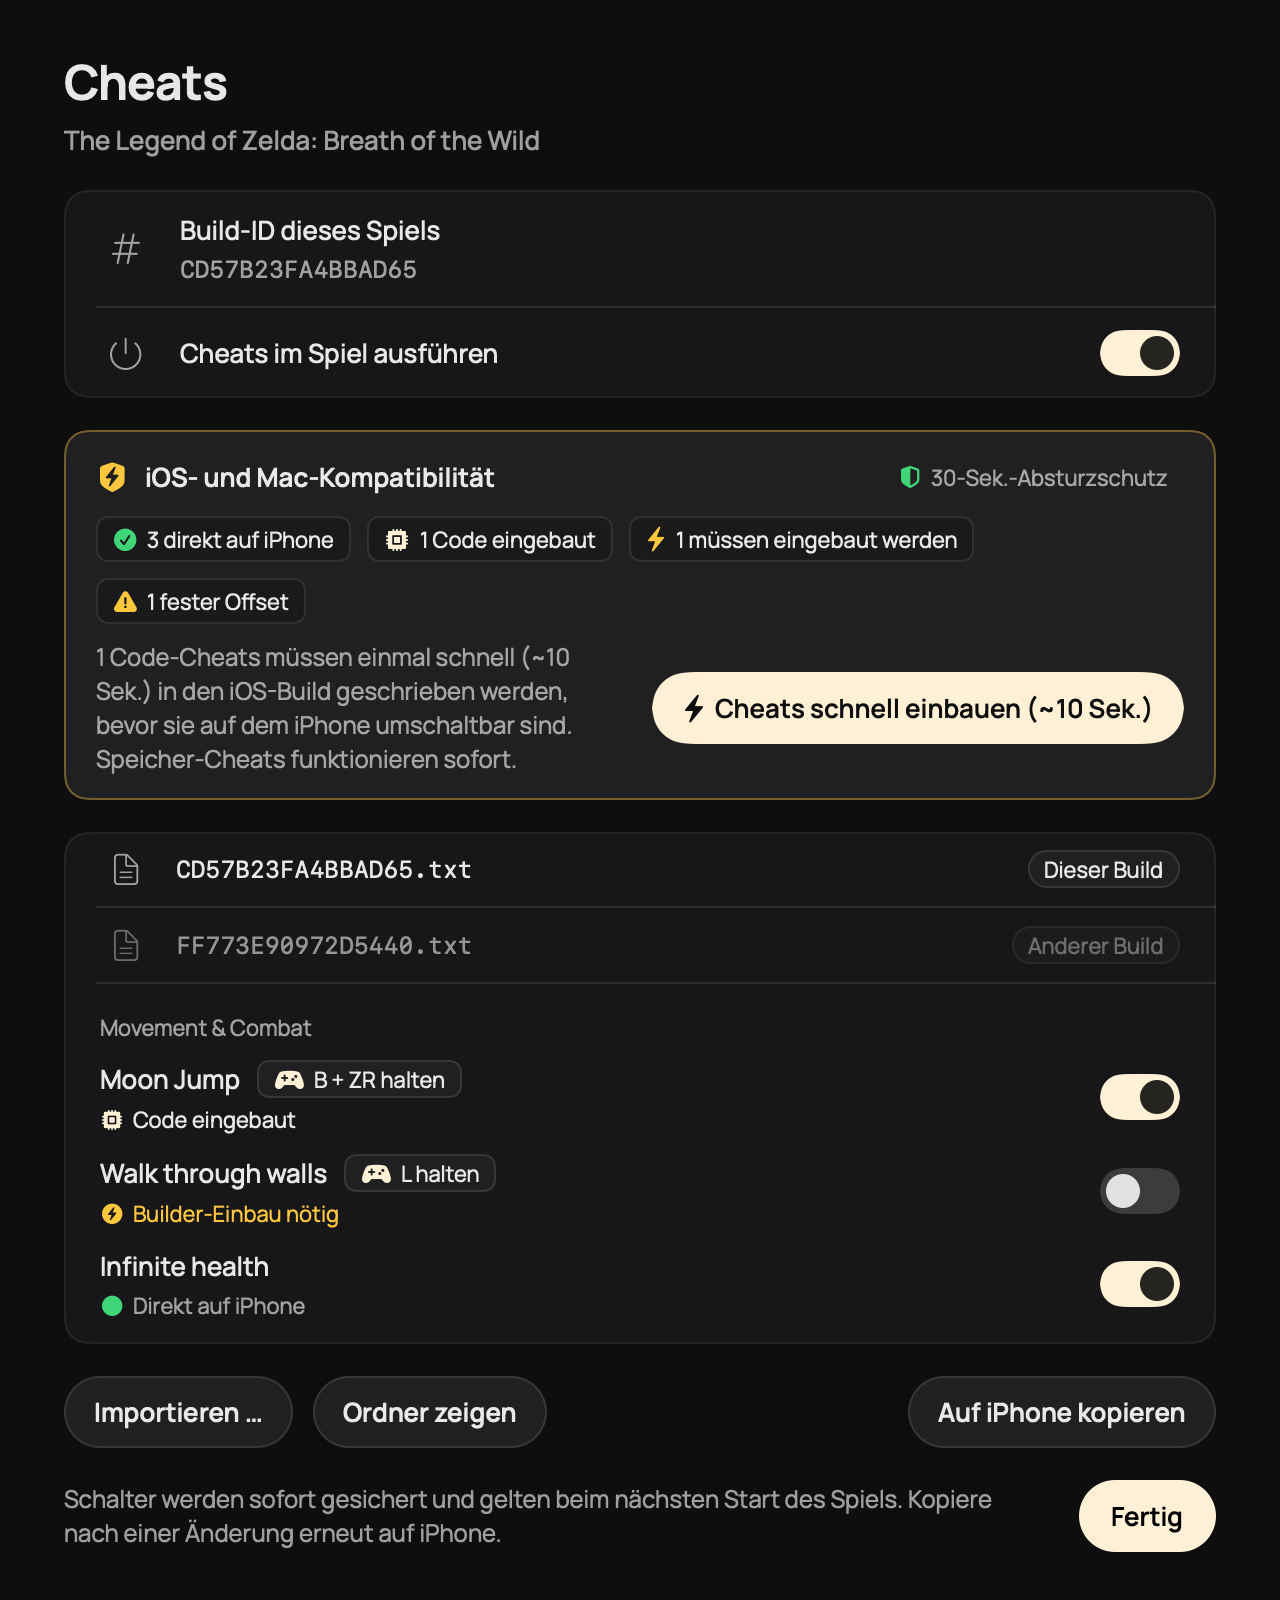 Cheats
The Legend of Zelda: Breath of the Wild
Build-ID dieses Spiels
CD57B23FA4BBAD65
Cheats im Spiel ausführen
iOS- und Mac-Kompatibilität
30-Sek.-Absturzschutz
3 direkt auf iPhone
1 Code eingebaut
1 müssen eingebaut werden
1 fester Offset
1 Code-Cheats müssen einmal schnell (~10
Sek.) in den iOS-Build geschrieben werden,
bevor sie auf dem iPhone umschaltbar sind.
Speicher-Cheats funktionieren sofort.
Cheats schnell einbauen (~10 Sek.)
CD57B23FA4BBAD65.txt
Dieser Build
FF773E90972D5440.txt
Anderer Build
Movement & Combat
Moon Jump
B + ZR halten
Code eingebaut
Walk through walls
L halten
Builder-Einbau nötig
Infinite health
Direkt auf iPhone
Importieren ...
Ordner zeigen
Auf iPhone kopieren
Schalter werden sofort gesichert und gelten beim nächsten Start des Spiels. Kopiere
nach einer Änderung erneut auf iPhone.
Fertig